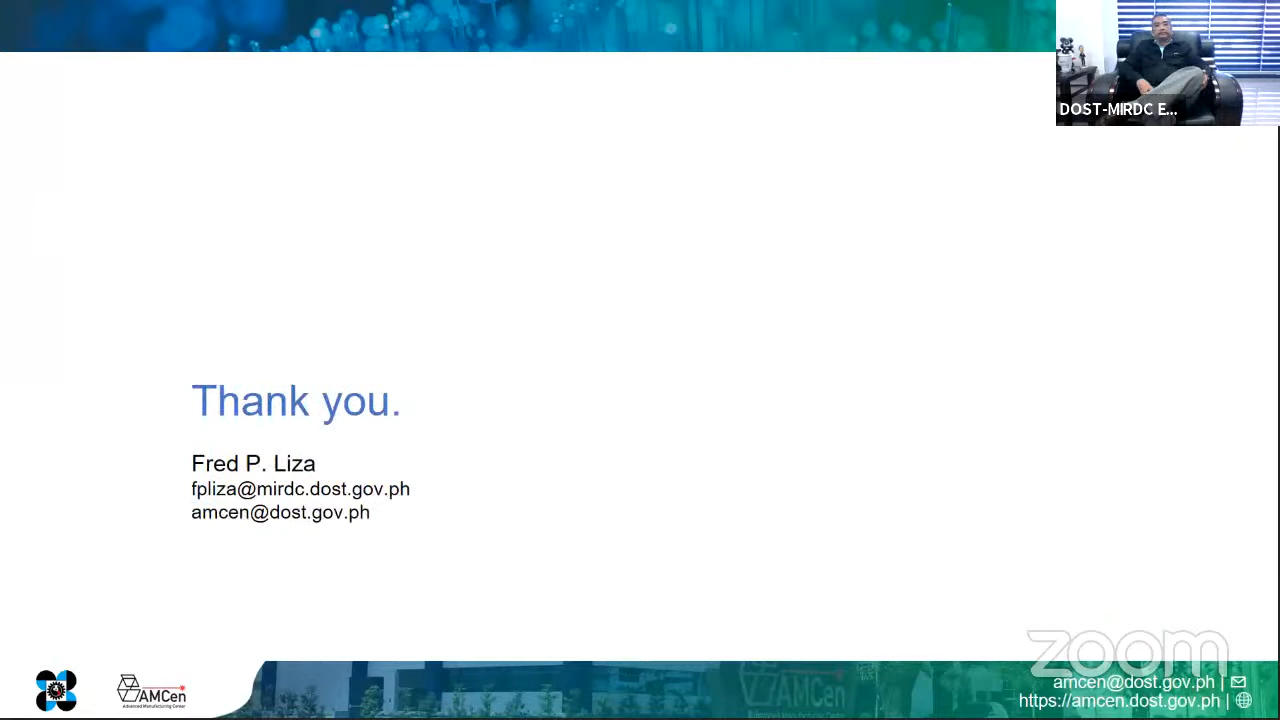 DOST-MIRDC E...
Thank you.
Fred P. Liza
fpliza@mirdc.dost.gov.ph
amcen@dost.gov.ph
zoom
AMCen
Advanced Manufacturing Center
amcen@dost.gov.ph |
https://amcen.dost.gov.ph |